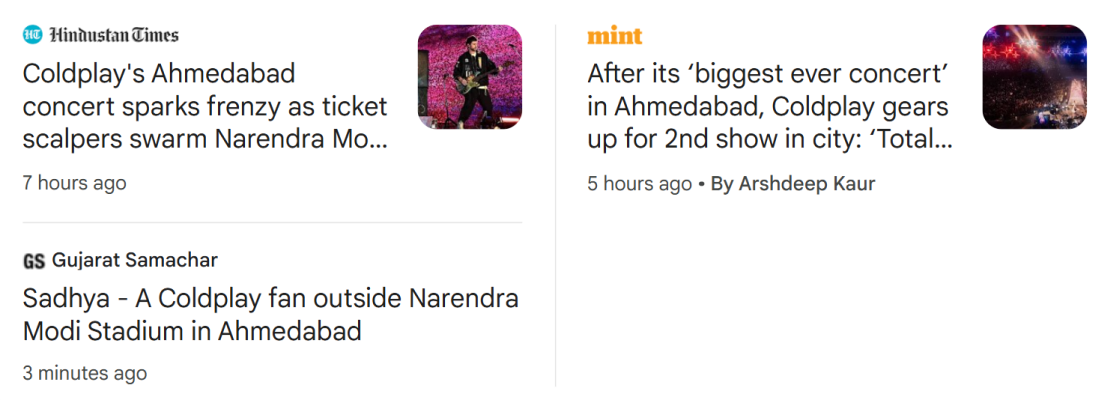 HT Hindustan Times
Coldplay's Ahmedabad
concert sparks frenzy as ticket
scalpers swarm Narendra Mo...
7 hours ago
GS Gujarat Samachar
Sadhya - A Coldplay fan outside Narendra
Modi Stadium in Ahmedabad
3 minutes ago
mint
After its ‘biggest ever concert’
in Ahmedabad, Coldplay gears
up for 2nd show in city: ‘Total...
5 hours ago • By Arshdeep Kaur